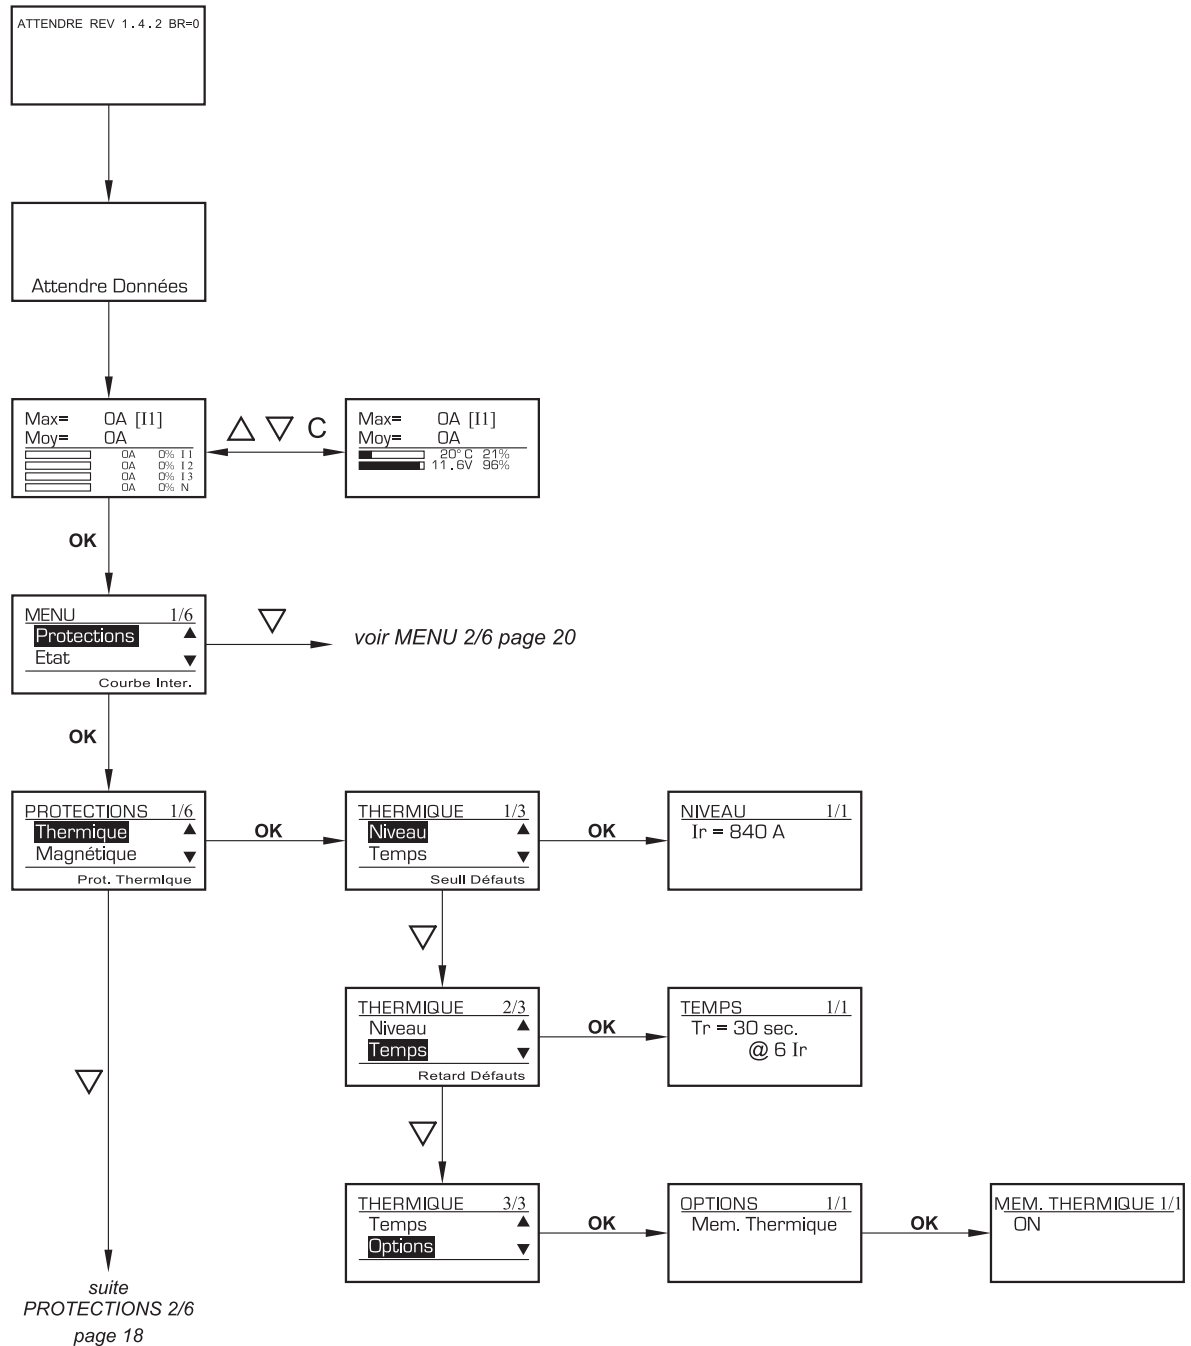 ATTENDRE REV 1.4.2 BR=0
Attendre Données
Max= 0A [I1]
Moy= 0A
0A 0% I1
0A 0% I2
0A 0% I3
0A 0% N
C
Max= 0A [I1]
Moy= 0A
20°C 21%
11.6V 96%
OK
MENU 1/6
Protections
Etat
Courbe Inter.
voir MENU 2/6 page 20
OK
PROTECTIONS 1/6
Thermique
Magnétique
Prot. Thermique
OK
THERMIQUE 1/3
Niveau
Temps
Seuil Défauts
OK
NIVEAU 1/1
Ir = 840 A
THERMIQUE 2/3
Niveau
Temps
Retard Défauts
OK
TEMPS 1/1
Tr = 30 sec.
@ 6 Ir
THERMIQUE 3/3
Temps
Options
OK
OPTIONS 1/1
Mem. Thermique
OK
MEM. THERMIQUE 1/1
ON
suite
PROTECTIONS 2/6
page 18